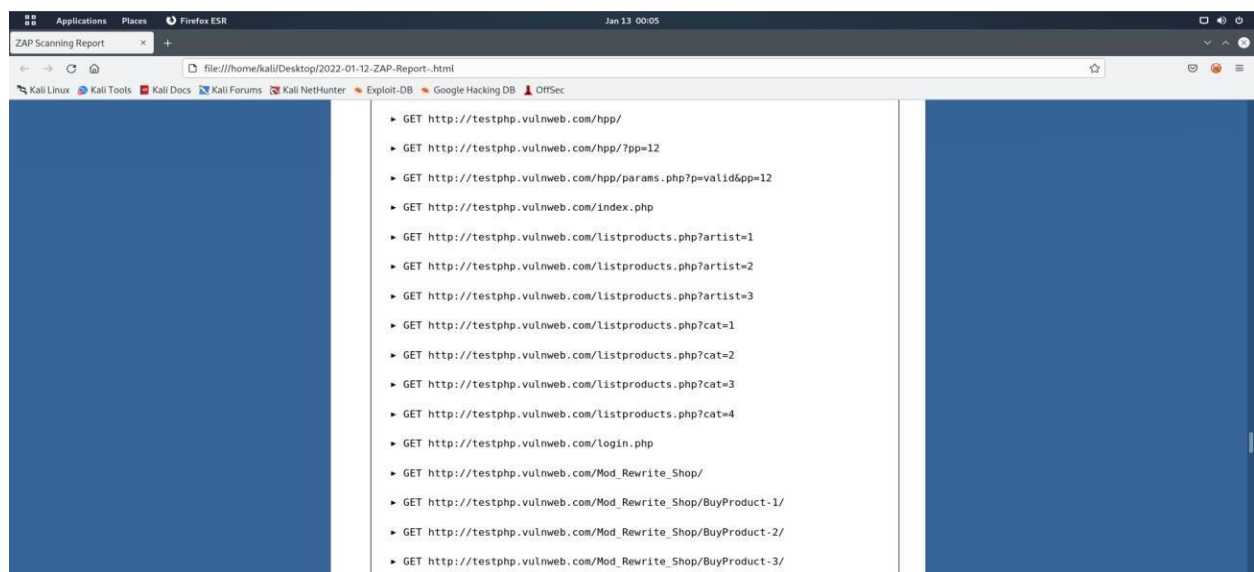 Applications Places Firefox ESR Jan 13 00:05
ZAP Scanning Report
file:///home/kali/Desktop/2022-01-12-ZAP-Report-.html
Kali Linux Kali Tools Kali Docs Kali Forums Kali NetHunter Exploit-DB Google Hacking DB OffSec
GET http://testphp.vulnweb.com/hpp/
GET http://testphp.vulnweb.com/hpp/?pp=12
GET http://testphp.vulnweb.com/hpp/params.php?p=valid&pp=12
GET http://testphp.vulnweb.com/index.php
GET http://testphp.vulnweb.com/listproducts.php?artist=1
GET http://testphp.vulnweb.com/listproducts.php?artist=2
GET http://testphp.vulnweb.com/listproducts.php?artist=3
GET http://testphp.vulnweb.com/listproducts.php?cat=1
GET http://testphp.vulnweb.com/listproducts.php?cat=2
GET http://testphp.vulnweb.com/listproducts.php?cat=3
GET http://testphp.vulnweb.com/listproducts.php?cat=4
GET http://testphp.vulnweb.com/login.php
GET http://testphp.vulnweb.com/Mod_Rewrite_Shop/
GET http://testphp.vulnweb.com/Mod_Rewrite_Shop/BuyProduct-1/
GET http://testphp.vulnweb.com/Mod_Rewrite_Shop/BuyProduct-2/
GET http://testphp.vulnweb.com/Mod_Rewrite_Shop/BuyProduct-3/